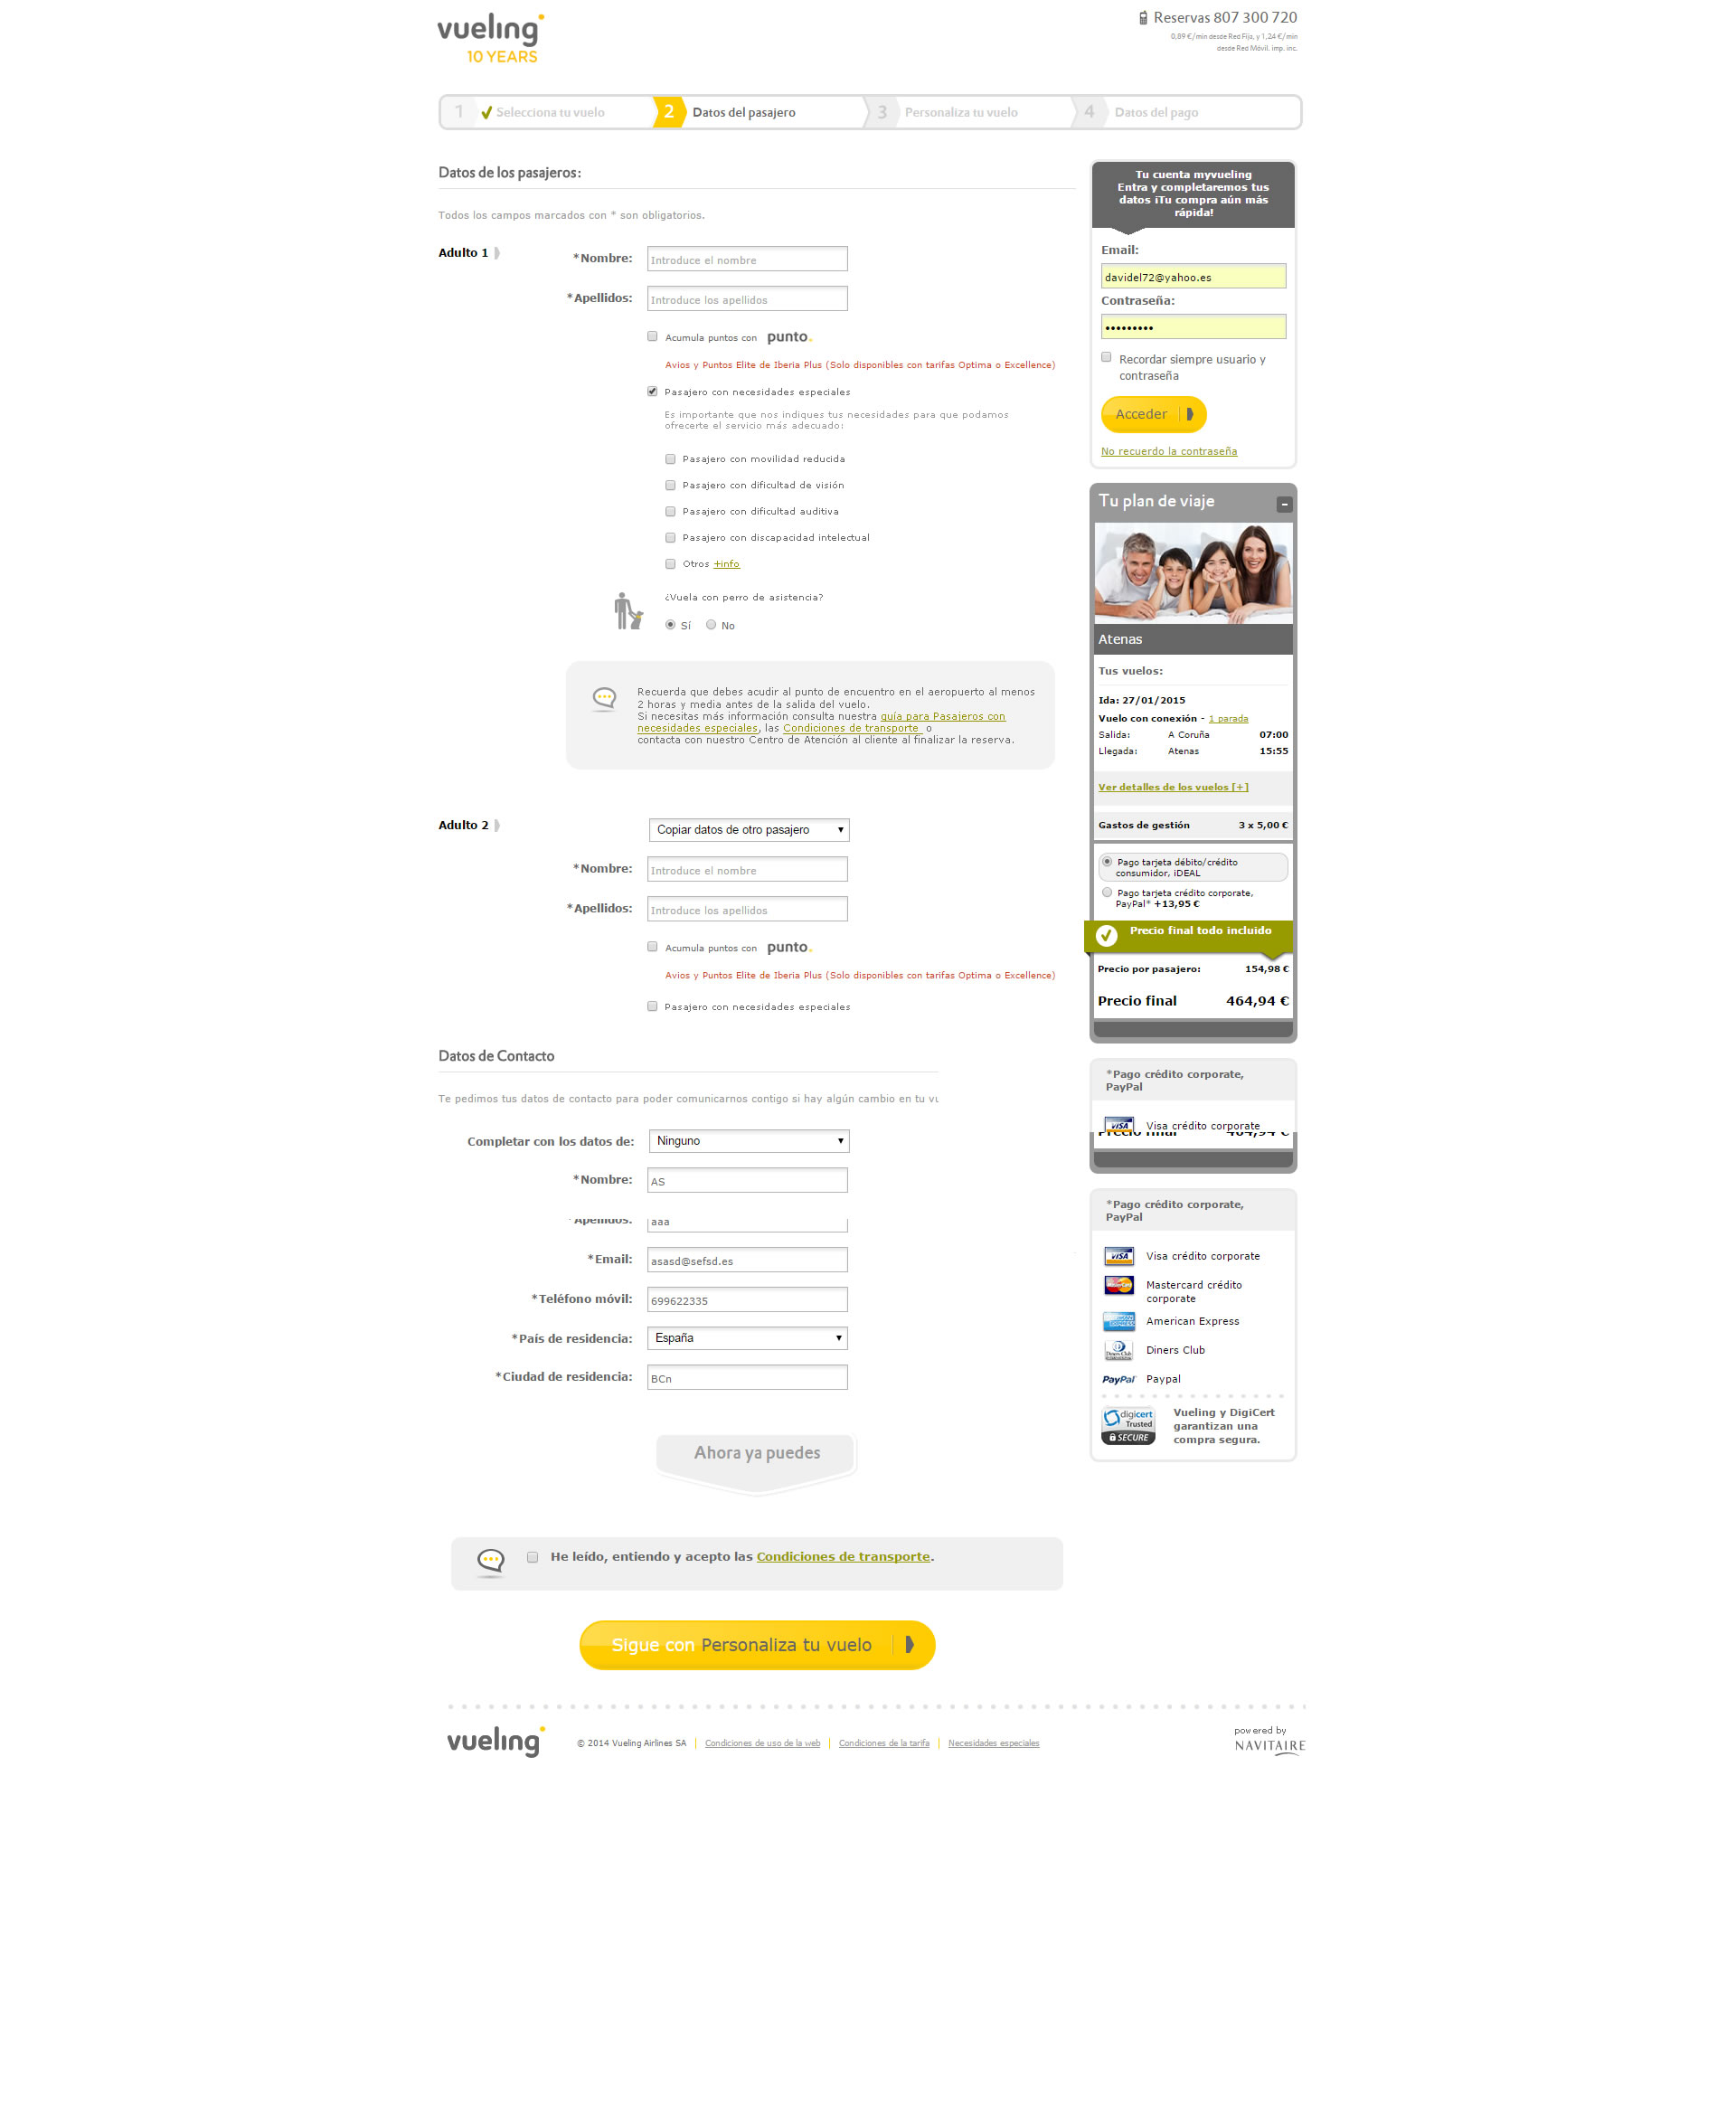 vueling
10 YEARS
Reservas 807 300 720
0,89 €/min desde Red Fija, y 1,24 €/min
desde Red Móvil. imp. inc.
1 Selecciona tu vuelo
2 Datos del pasajero
3 Personaliza tu vuelo
4 Datos del pago
Datos de los pasajeros:
Todos los campos marcados con * son obligatorios.
Adulto 1
*Nombre: Introduce el nombre
*Apellidos: Introduce los apellidos
Acumula puntos con punto.
Avios y Puntos Elite de Iberia Plus (Solo disponibles con tarifas Optima o Excellence)
Pasajero con necesidades especiales
Es importante que nos indiques tus necesidades para que podamos
ofrecerte el servicio más adecuado:
Pasajero con movilidad reducida
Pasajero con dificultad de visión
Pasajero con dificultad auditiva
Pasajero con discapacidad intelectual
Otros +info
¿Vuela con perro de asistencia?
Sí No
Recuerda que debes acudir al punto de encuentro en el aeropuerto al menos
2 horas y media antes de la salida del vuelo.
Si necesitas más información consulta nuestra guía para Pasajeros con
necesidades especiales, las Condiciones de transporte o
contacta con nuestro Centro de Atención al cliente al finalizar la reserva.
Adulto 2
Copiar datos de otro pasajero
*Nombre: Introduce el nombre
*Apellidos: Introduce los apellidos
Acumula puntos con punto.
Avios y Puntos Elite de Iberia Plus (Solo disponibles con tarifas Optima o Excellence)
Pasajero con necesidades especiales
Datos de Contacto
Te pedimos tus datos de contacto para poder comunicarnos contigo si hay algún cambio en tu vu
Completar con los datos de: Ninguno
*Nombre: AS
*Apellidos: aaa
*Email: asasd@sefsd.es
*Teléfono móvil: 699622335
*País de residencia: España
*Ciudad de residencia: BCn
Ahora ya puedes
He leído, entiendo y acepto las Condiciones de transporte.
Sigue con Personaliza tu vuelo
Tu cuenta myvueling
Entra y completaremos tus
datos ¡Tu compra aún más
rápida!
Email:
davidel72@yahoo.es
Contraseña:
•••••••••
Recordar siempre usuario y
contraseña
Acceder
No recuerdo la contraseña
Tu plan de viaje
-
Atenas
Tus vuelos:
Ida: 27/01/2015
Vuelo con conexión - 1 parada
Salida: A Coruña 07:00
Llegada: Atenas 15:55
Ver detalles de los vuelos [+]
Gastos de gestión 3 x 5,00 €
Pago tarjeta débito/crédito
consumidor, iDEAL
Pago tarjeta crédito corporate,
PayPal* +13,95 €
Precio final todo incluido
Precio por pasajero: 154,98 €
Precio final 464,94 €
*Pago crédito corporate,
PayPal
VISA Visa crédito corporate
Precio final 464,94 €
*Pago crédito corporate,
PayPal
VISA Visa crédito corporate
Mastercard crédito
corporate
American Express
Diners Club
PayPal Paypal
digicert
Trusted
SECURE
Vueling y DigiCert
garantizan una
compra segura.
vueling
© 2014 Vueling Airlines SA | Condiciones de uso de la web | Condiciones de la tarifa | Necesidades especiales
powered by
NAVITAIRE